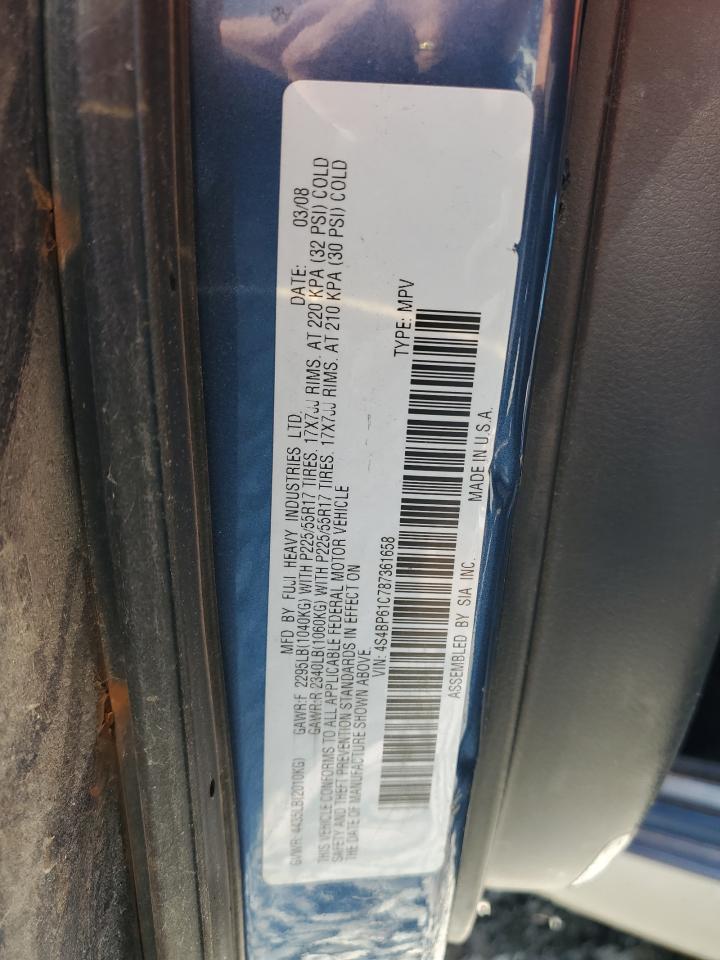 MFD BY FUJI HEAVY INDUSTRIES LTD. DATE: 03/08
GVWR: 4435LB(2010KG) GAWR:F 2295LB(1040KG) WITH P225/55R17 TIRES. RIMS. AT 220 KPA (32 PSI) COLD
GAWR:R 2340LB(1060KG) WITH P225/55R17 TIRES. RIMS. AT 210 KPA (30 PSI) COLD
THIS VEHICLE CONFORMS TO ALL APPLICABLE FEDERAL MOTOR VEHICLE
SAFETY AND THEFT PREVENTION STANDARDS IN EFFECT ON
THE DATE OF MANUFACTURE SHOWN ABOVE.
VIN: 4S4BP61C787361658 TYPE: MPV
ASSEMBLED BY SIA INC. MADE IN U.S.A.